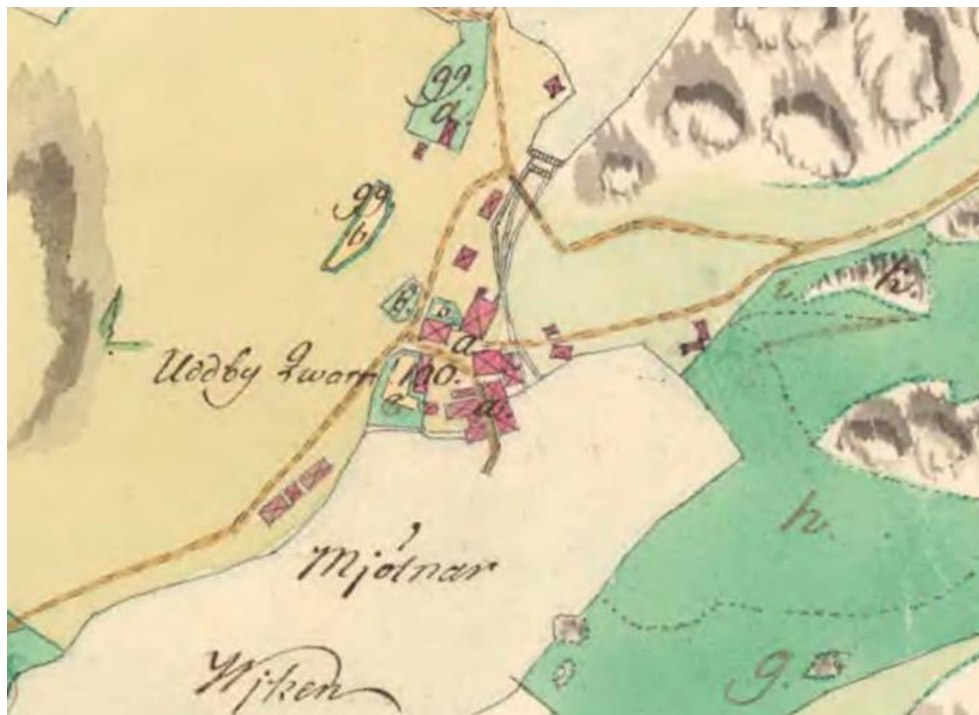 99.
a.
99
b
b
a.
h.
Uddby Qwarn 100.
a
a
h.
Mjölnar
g.
Wiken